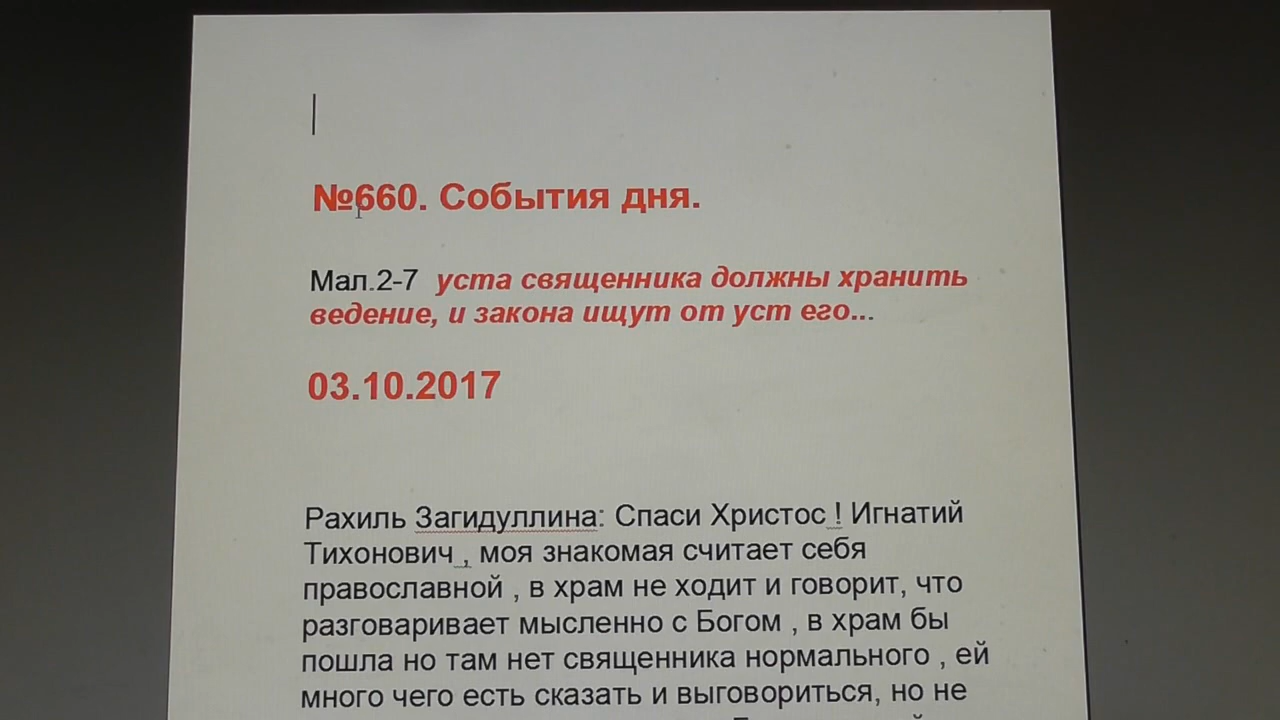 №660. События дня.
Мал.2-7 уста священника должны хранить
ведение, и закона ищут от уст его...
03.10.2017
Рахиль Загидуллина: Спаси Христос ! Игнатий
Тихонович , моя знакомая считает себя
православной , в храм не ходит и говорит, что
разговаривает мысленно с Богом , в храм бы
пошла но там нет священника нормального , ей
много чего есть сказать и выговориться, но не